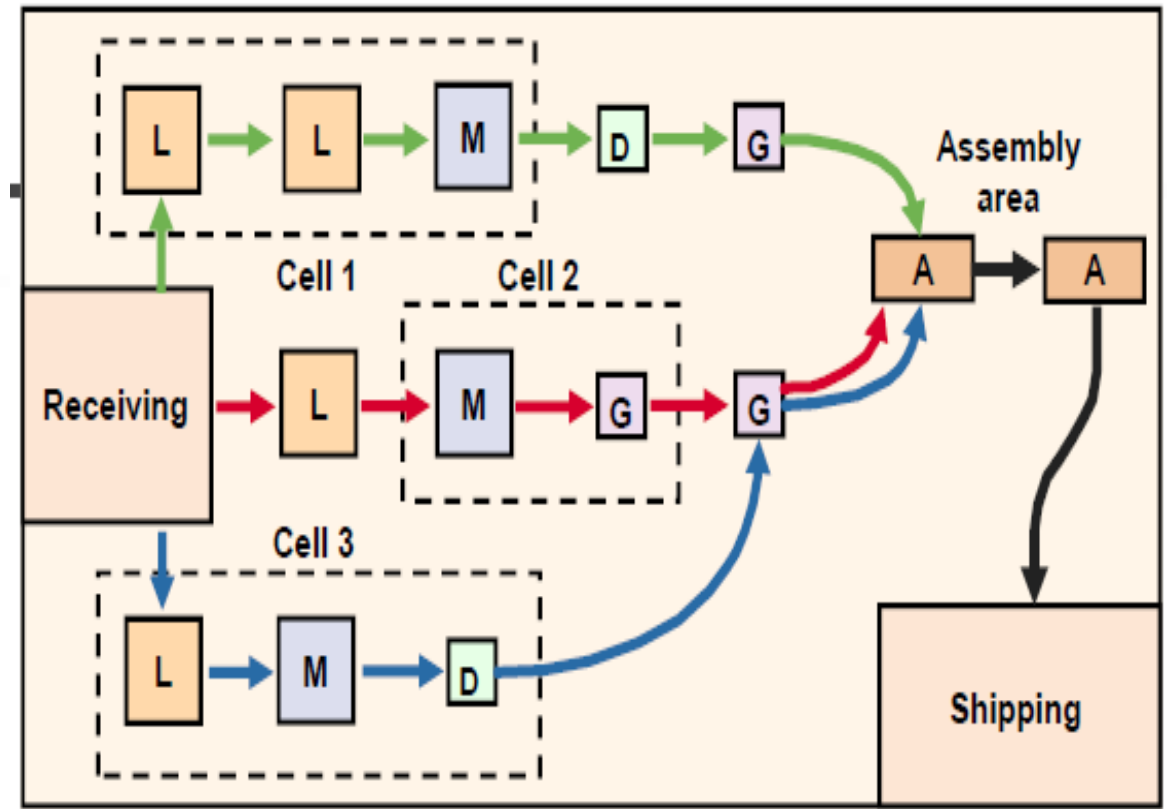 L
L
M
D
G
Assembly
area
A
A
Cell 1
Cell 2
Receiving
L
M
G
G
Cell 3
L
M
D
Shipping